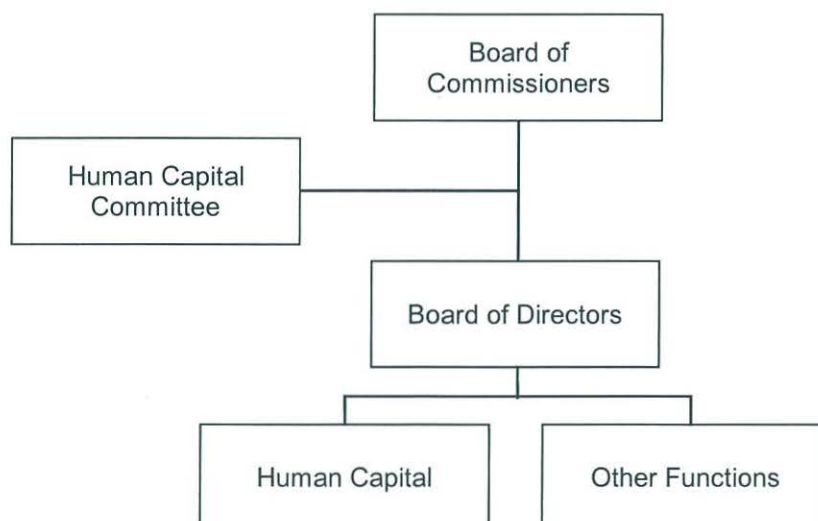 Board of
Commissioners
Human Capital
Committee
Board of Directors
Human Capital
Other Functions